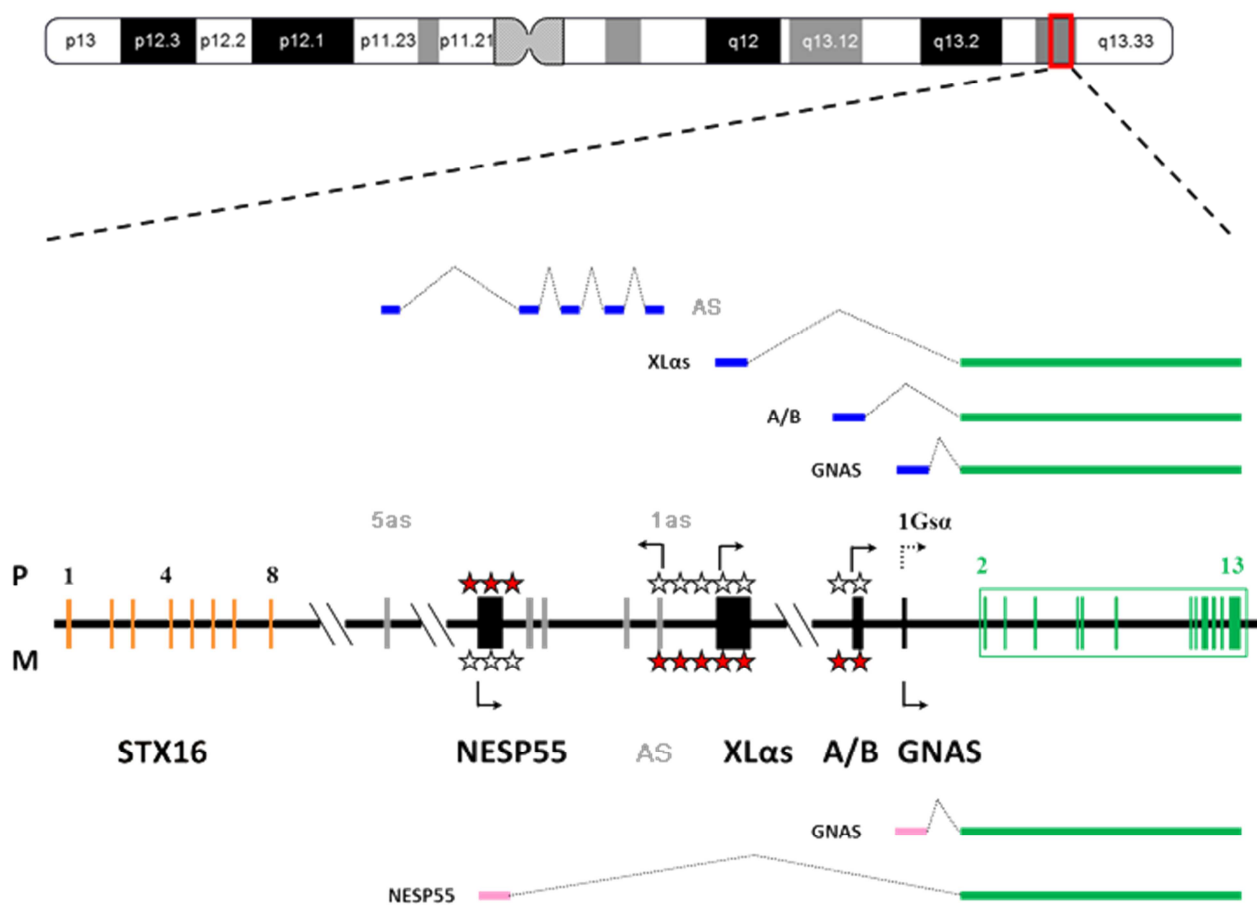 p13 p12.3 p12.2 p12.1 p11.23 p11.21 q12 q13.12 q13.2 q13.33
AS
XLαs
A/B
GNAS
5as 1as 1Gsα
P 1 4 8 2 13
M
STX16 NESP55 AS XLαs A/B GNAS
GNAS
NESP55